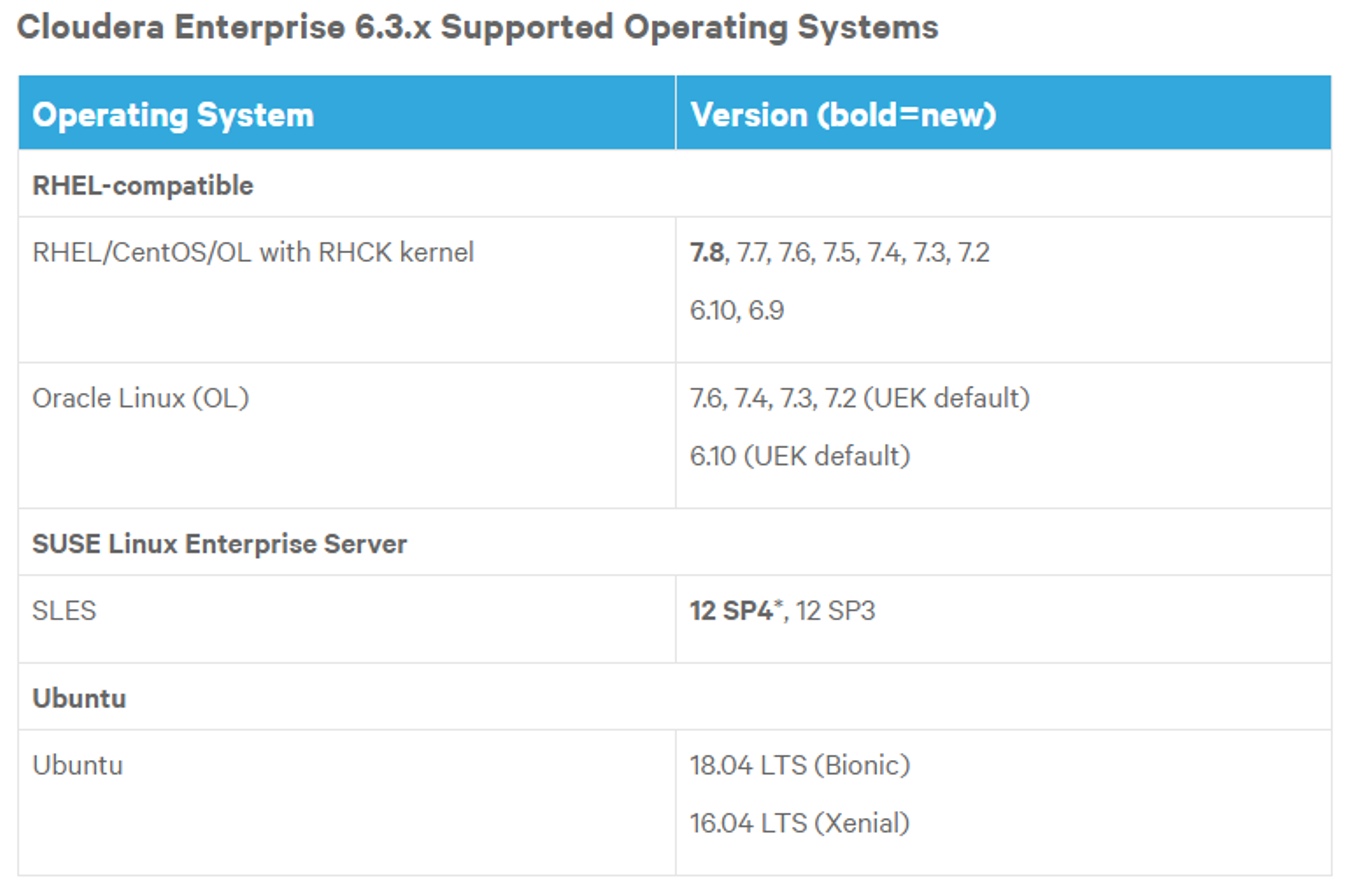 Cloudera Enterprise 6.3.x Supported Operating Systems
Operating System Version (bold=new)
RHEL-compatible
RHEL/CentOS/OL with RHCK kernel 7.8, 7.7, 7.6, 7.5, 7.4, 7.3, 7.2
6.10, 6.9
Oracle Linux (OL) 7.6, 7.4, 7.3, 7.2 (UEK default)
6.10 (UEK default)
SUSE Linux Enterprise Server
SLES 12 SP4*, 12 SP3
Ubuntu
Ubuntu 18.04 LTS (Bionic)
16.04 LTS (Xenial)